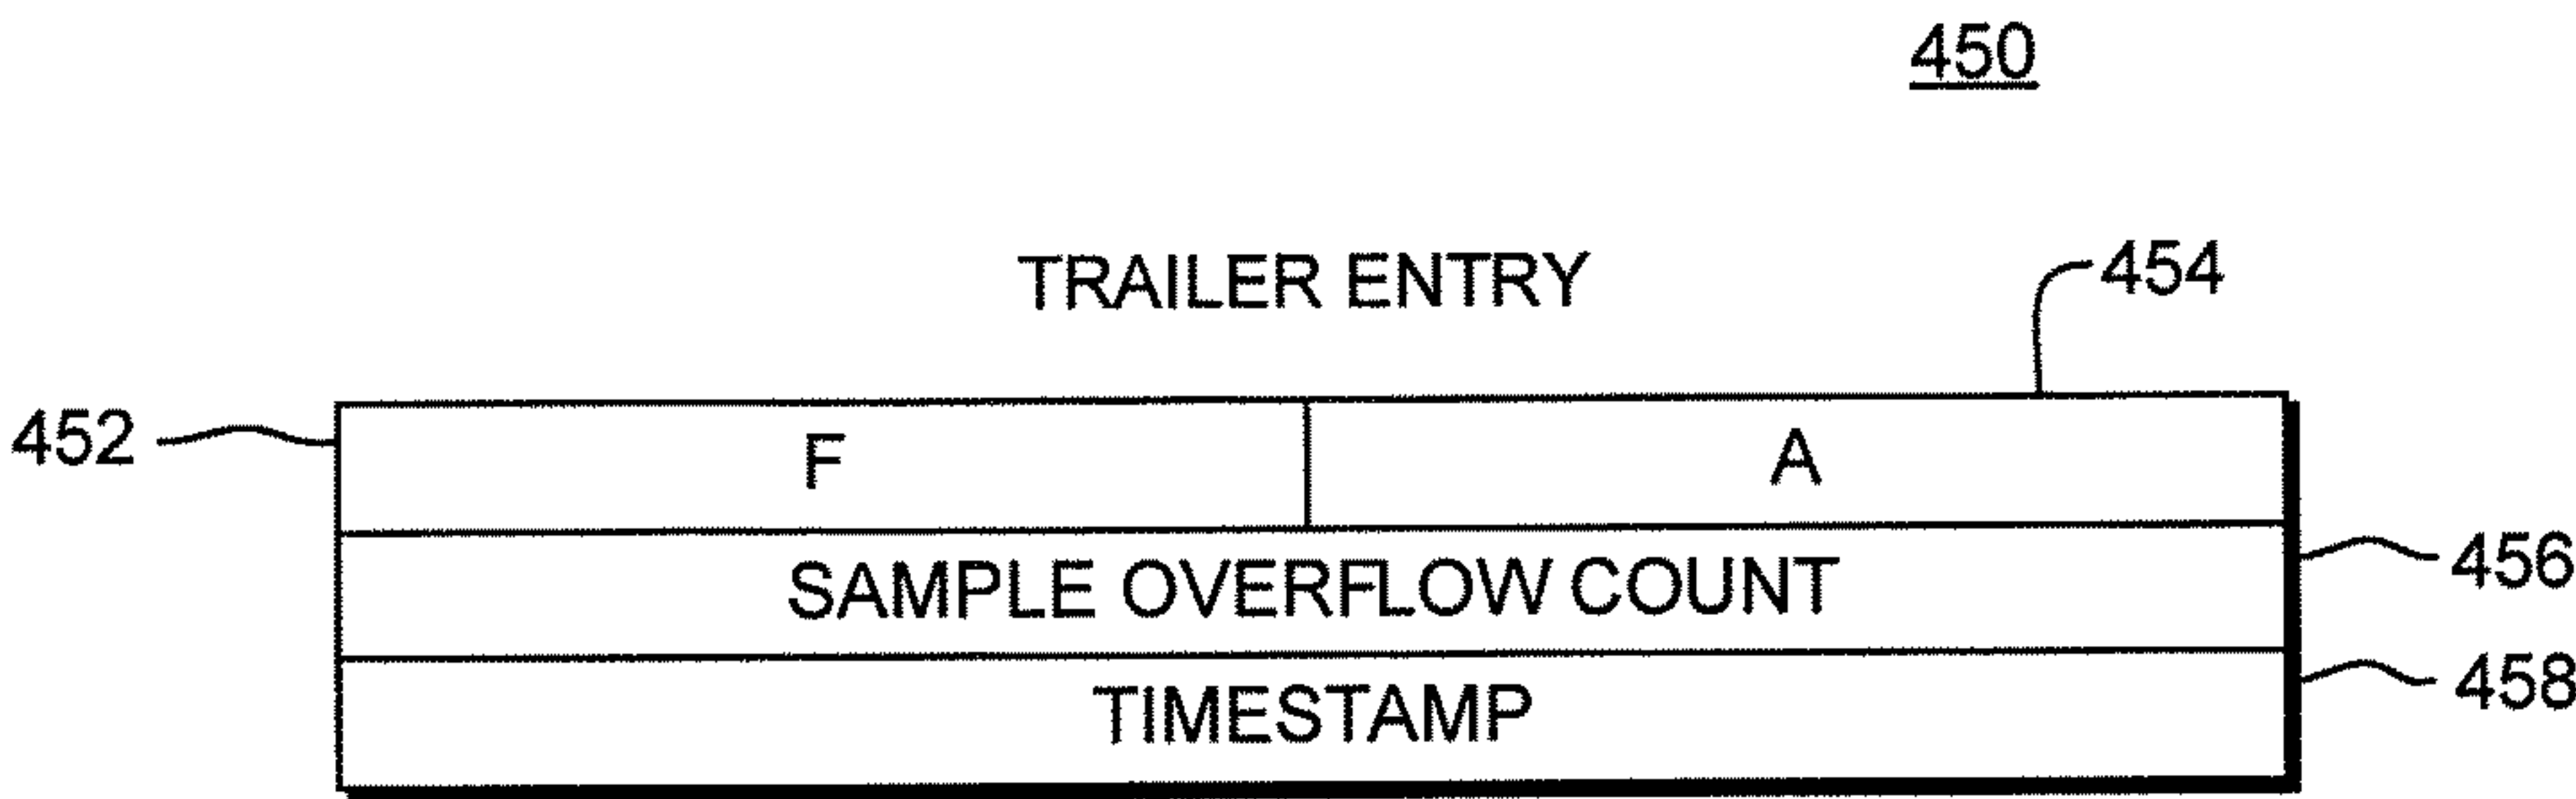 450
TRAILER ENTRY
454
452
F A
SAMPLE OVERFLOW COUNT
456
TIMESTAMP
458